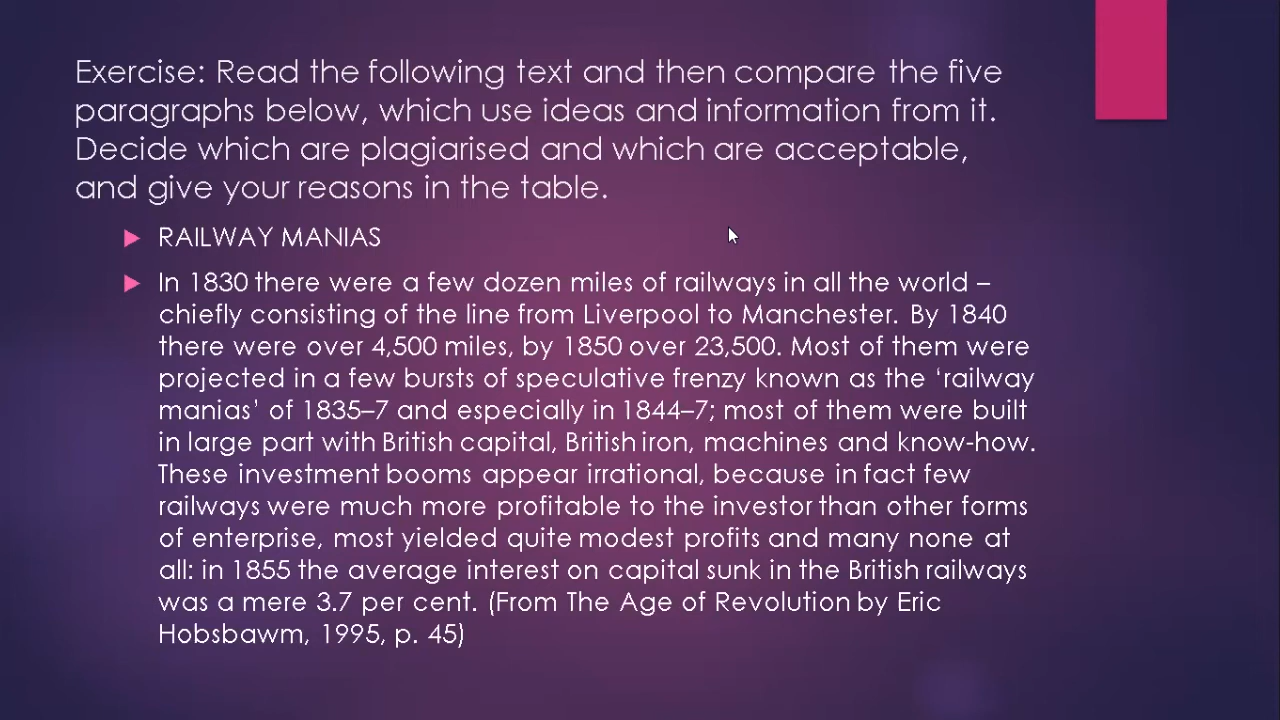 Exercise: Read the following text and then compare the five
paragraphs below, which use ideas and information from it.
Decide which are plagiarised and which are acceptable,
and give your reasons in the table.
RAILWAY MANIAS
In 1830 there were a few dozen miles of railways in all the world –
chiefly consisting of the line from Liverpool to Manchester. By 1840
there were over 4,500 miles, by 1850 over 23,500. Most of them were
projected in a few bursts of speculative frenzy known as the ‘railway
manias’ of 1835–7 and especially in 1844–7; most of them were built
in large part with British capital, British iron, machines and know-how.
These investment booms appear irrational, because in fact few
railways were much more profitable to the investor than other forms
of enterprise, most yielded quite modest profits and many none at
all: in 1855 the average interest on capital sunk in the British railways
was a mere 3.7 per cent. (From The Age of Revolution by Eric
Hobsbawm, 1995, p. 45)